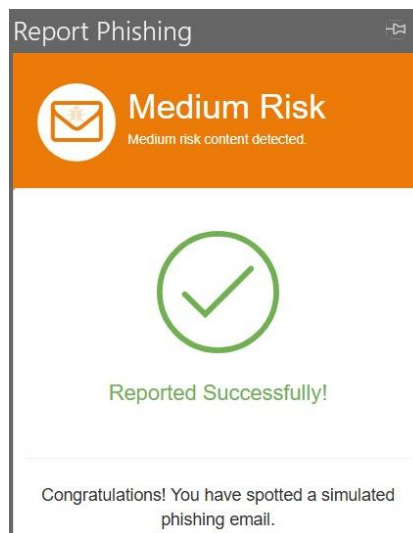 Report Phishing
Medium Risk
Medium risk content detected.
Reported Successfully!
Congratulations! You have spotted a simulated
phishing email.